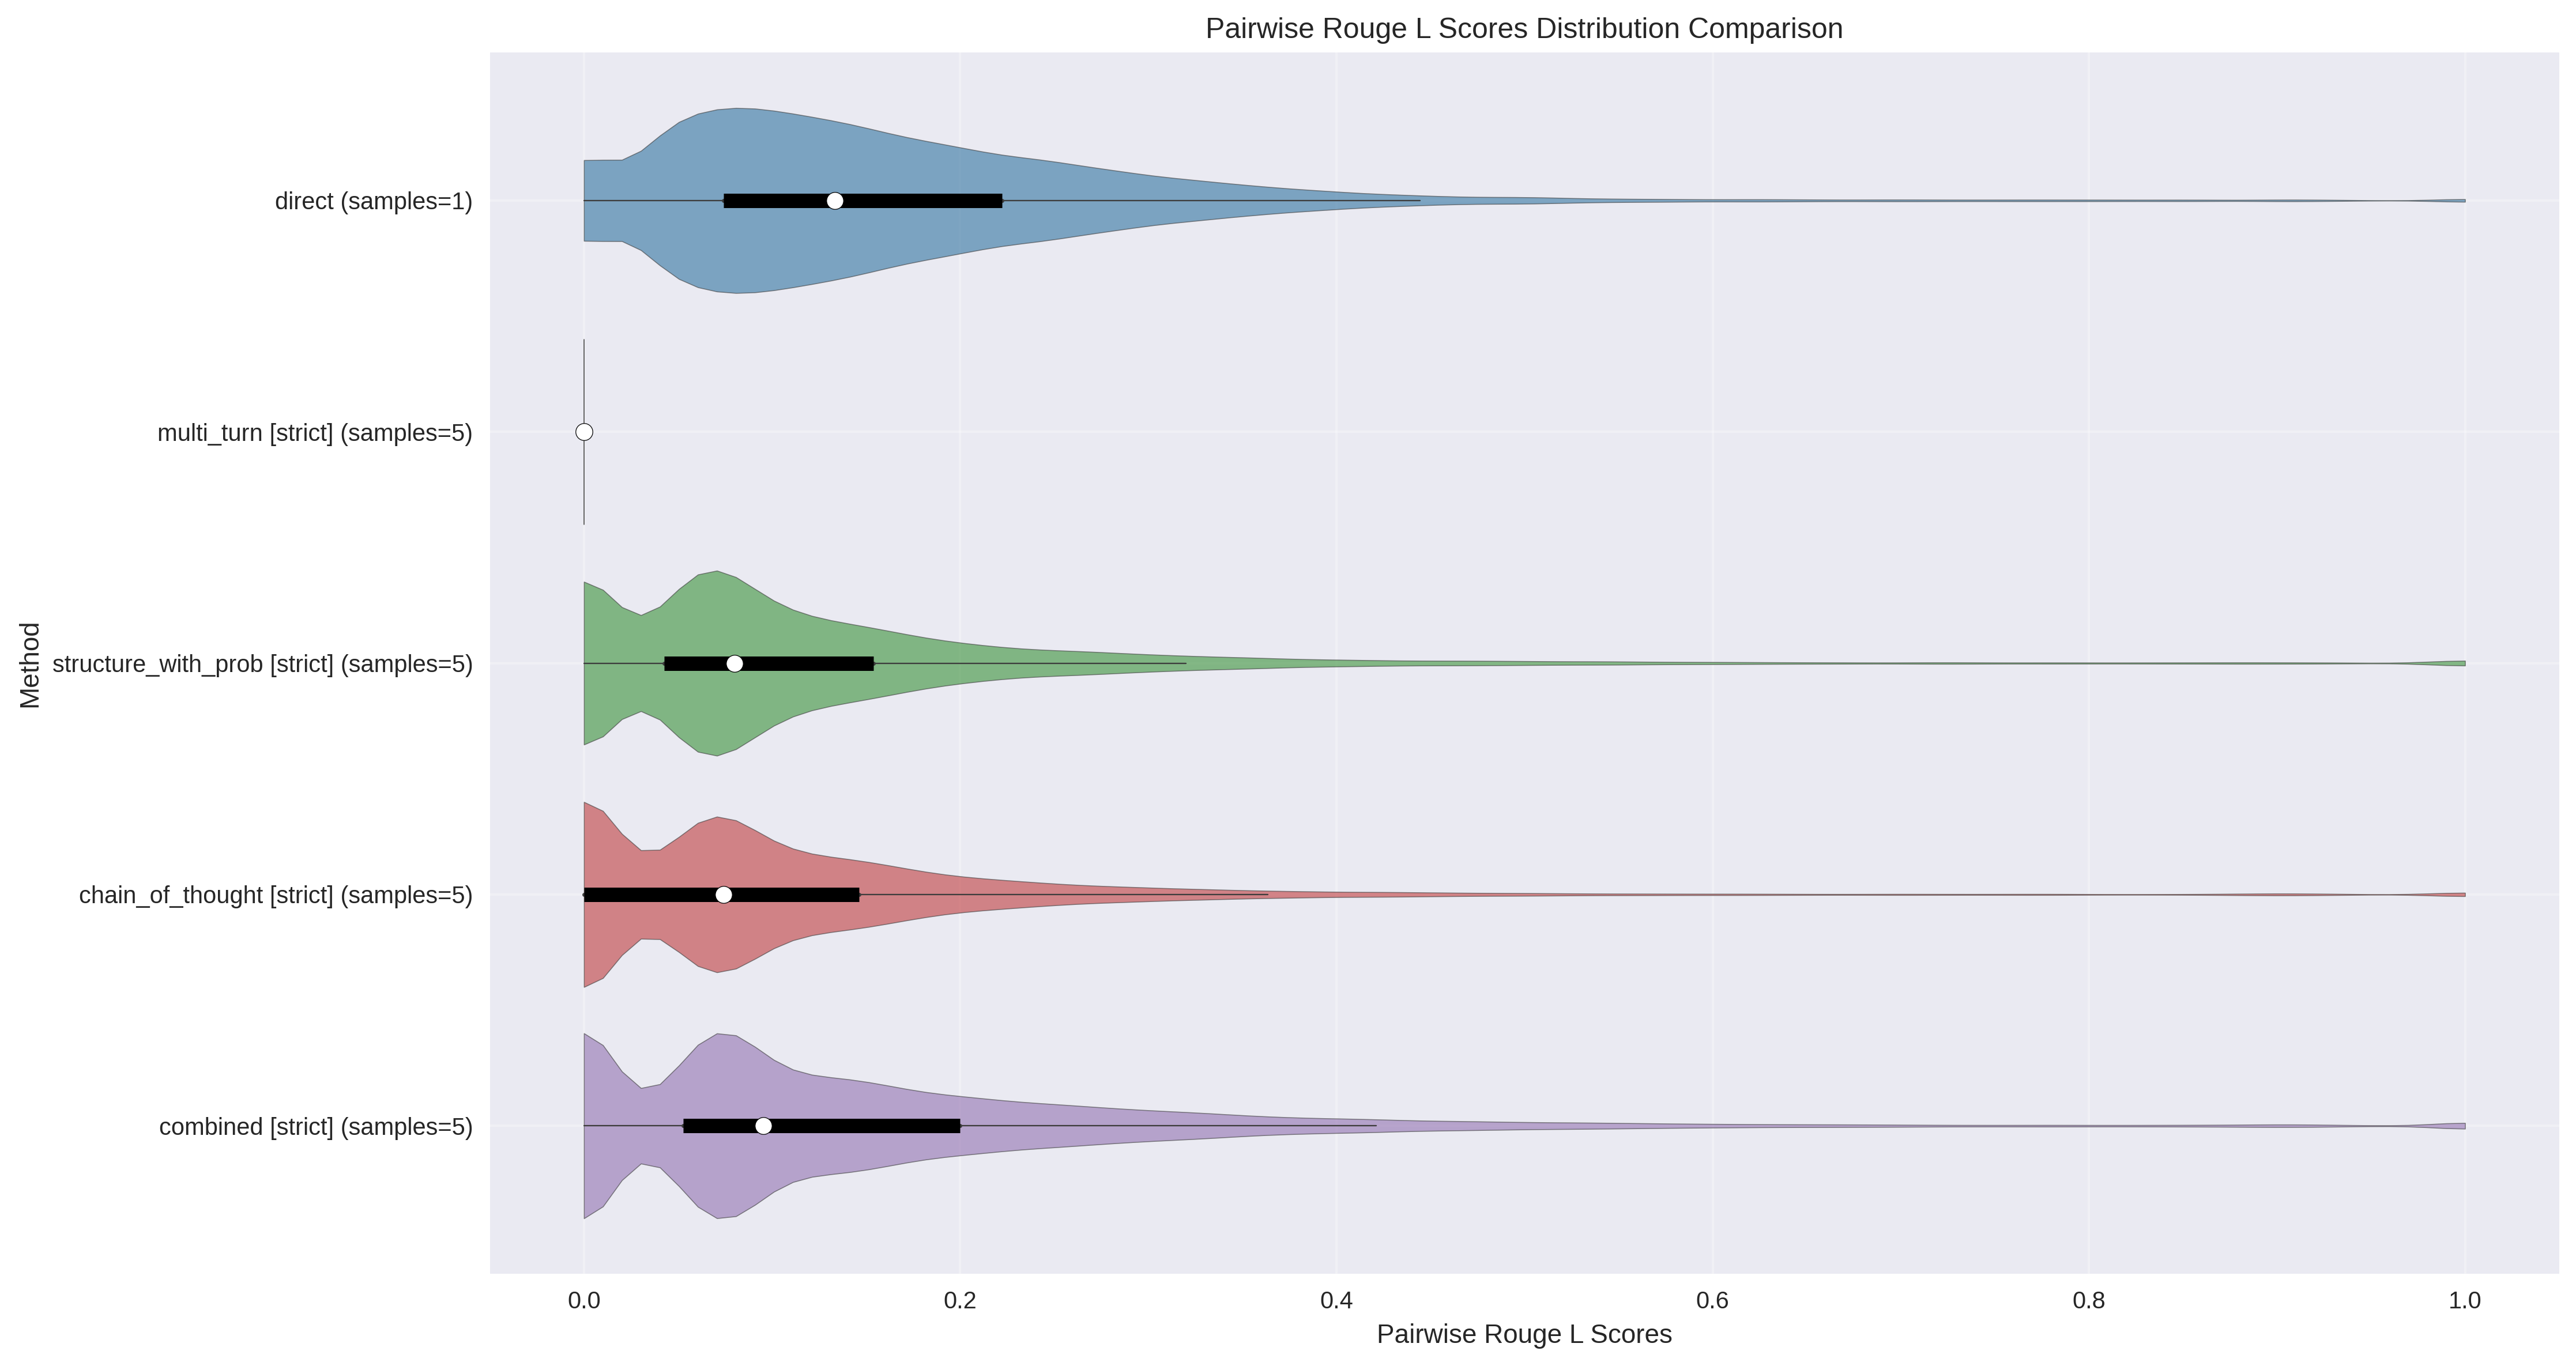 Pairwise Rouge L Scores Distribution Comparison
direct (samples=1)
multi_turn [strict] (samples=5)
structure_with_prob [strict] (samples=5)
chain_of_thought [strict] (samples=5)
combined [strict] (samples=5)
Method
0.0 0.2 0.4 0.6 0.8 1.0
Pairwise Rouge L Scores